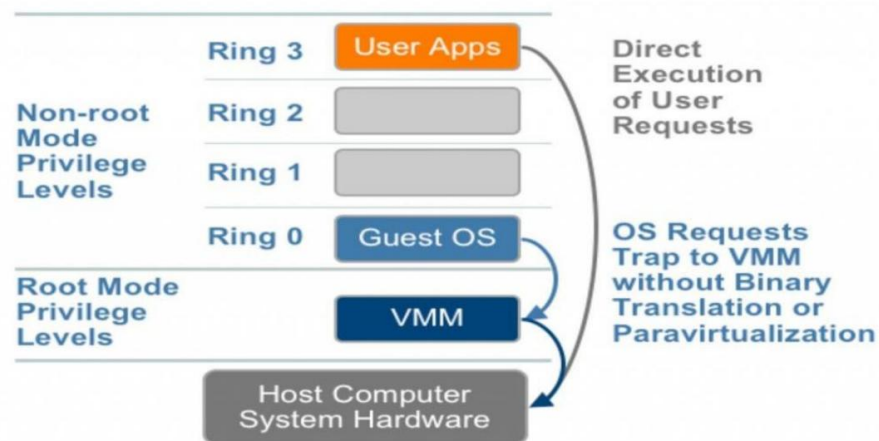 Ring 3
User Apps
Direct
Execution
of User
Requests
Non-root
Mode
Privilege
Levels
Ring 2
Ring 1
Ring 0
Guest OS
OS Requests
Trap to VMM
without Binary
Translation or
Paravirtualization
Root Mode
Privilege
Levels
VMM
Host Computer
System Hardware